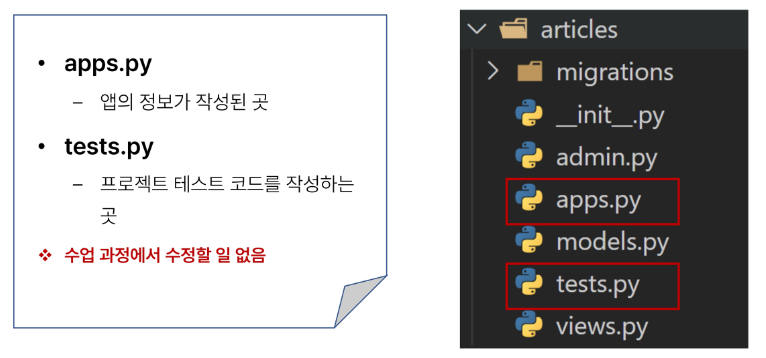 • apps.py
– 앱의 정보가 작성된 곳
• tests.py
– 프로젝트 테스트 코드를 작성하는
곳
❖ 수업 과정에서 수정할 일 없음
articles
migrations
__init__.py
admin.py
apps.py
models.py
tests.py
views.py